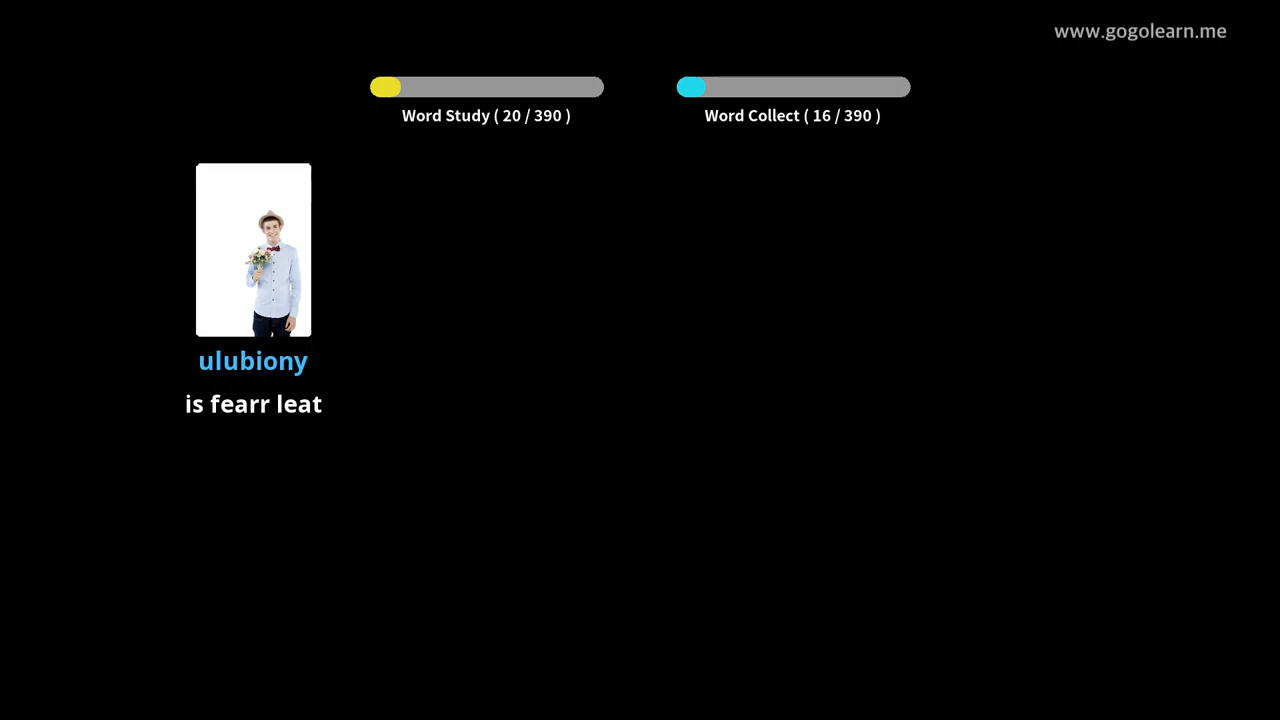 www.gogolearn.me
Word Study ( 20 / 390 )
Word Collect ( 16 / 390 )
ulubiony
is fearr leat